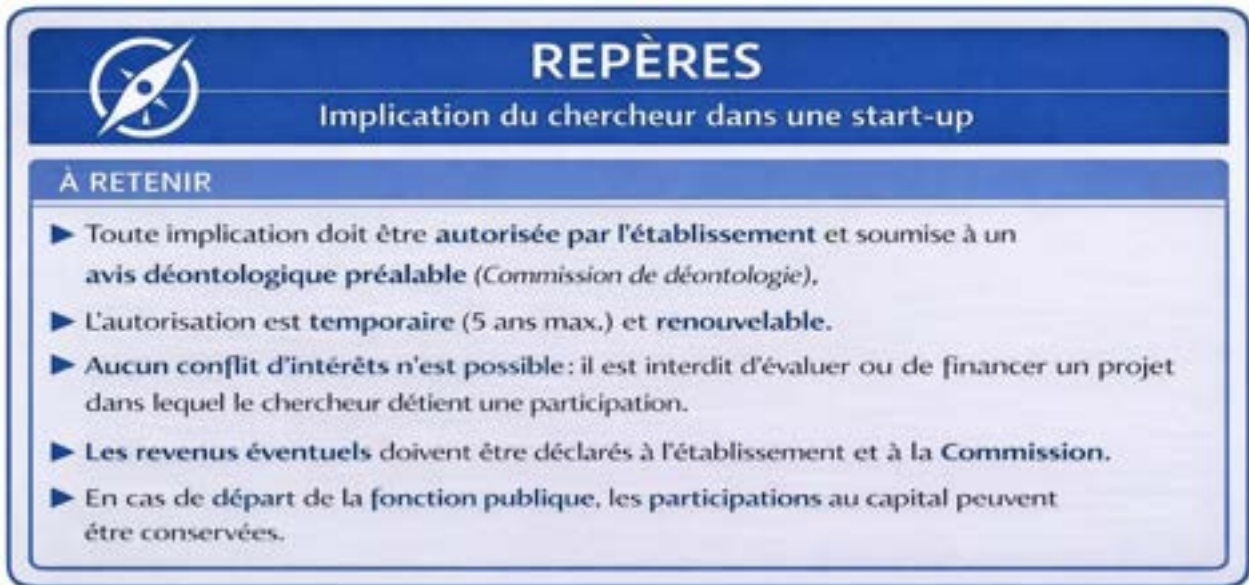 REPÈRES
Implication du chercheur dans une start-up
À RETENIR
▶ Toute implication doit être autorisée par l'établissement et soumise à un
avis déontologique préalable (Commission de déontologie).
▶ L'autorisation est temporaire (5 ans max.) et renouvelable.
▶ Aucun conflit d'intérêts n'est possible : il est interdit d'évaluer ou de financer un projet
dans lequel le chercheur détient une participation.
▶ Les revenus éventuels doivent être déclarés à l'établissement et à la Commission.
▶ En cas de départ de la fonction publique, les participations au capital peuvent
être conservées.